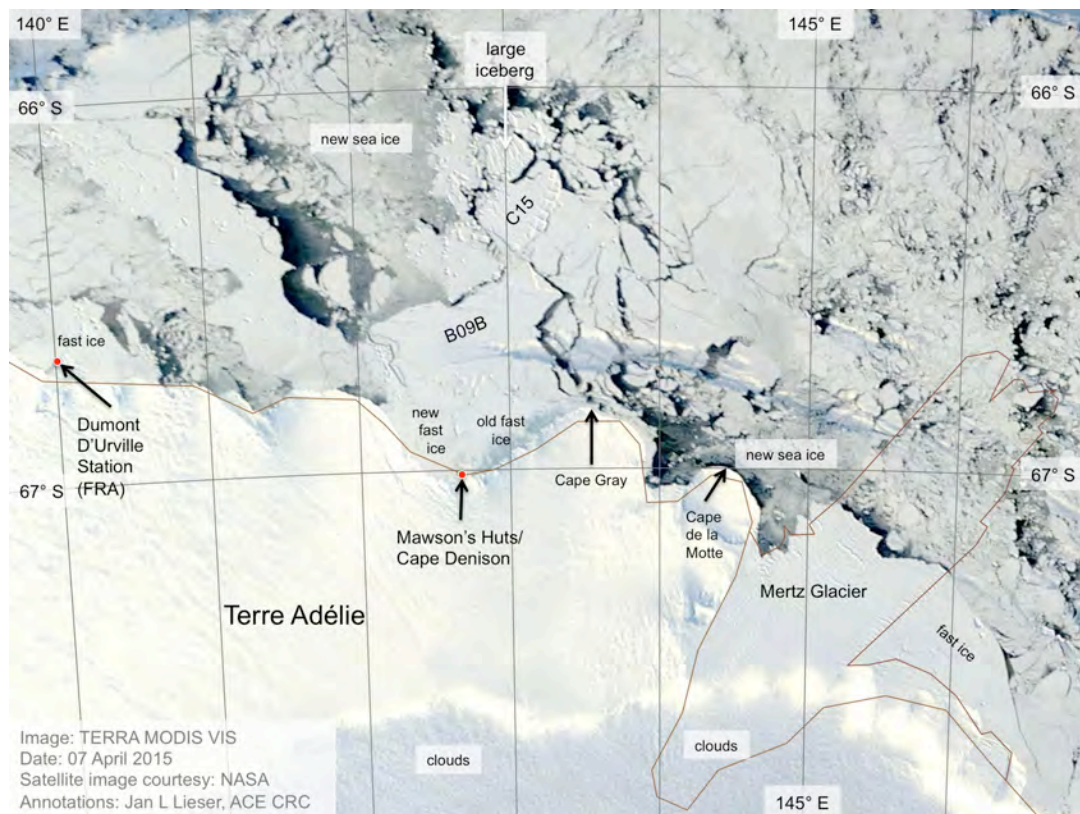 140° E
145° E
large
iceberg
66° S
66° S
new sea ice
C15
B09B
fast ice
new
fast
ice
old fast
ice
Dumont
D'Urville
Station
(FRA)
67° S
Cape Gray
new sea ice
67° S
Mawson's Huts/
Cape Denison
Cape
de la
Motte
Mertz Glacier
Terre Adélie
fast ice
clouds
clouds
Image: TERRA MODIS VIS
Date: 07 April 2015
Satellite image courtesy: NASA
Annotations: Jan L Lieser, ACE CRC
145° E